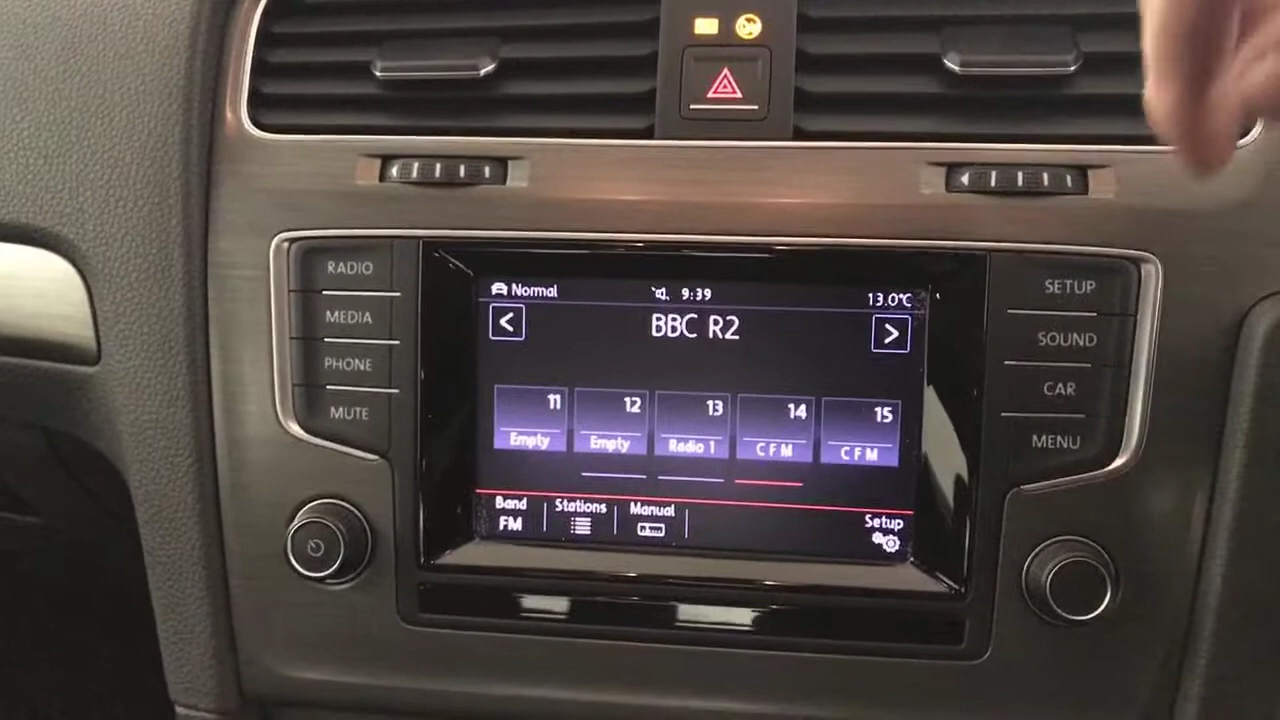 RADIO
MEDIA
PHONE
MUTE
Normal
9:39
13.0°C
<
BBC R2
>
11
Empty
12
Empty
13
Radio 1
14
C F M
15
C F M
Band
FM
Stations
Manual
Setup
SETUP
SOUND
CAR
MENU